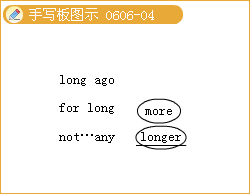 手写板图示 0606-04
long ago
for long more
not…any longer